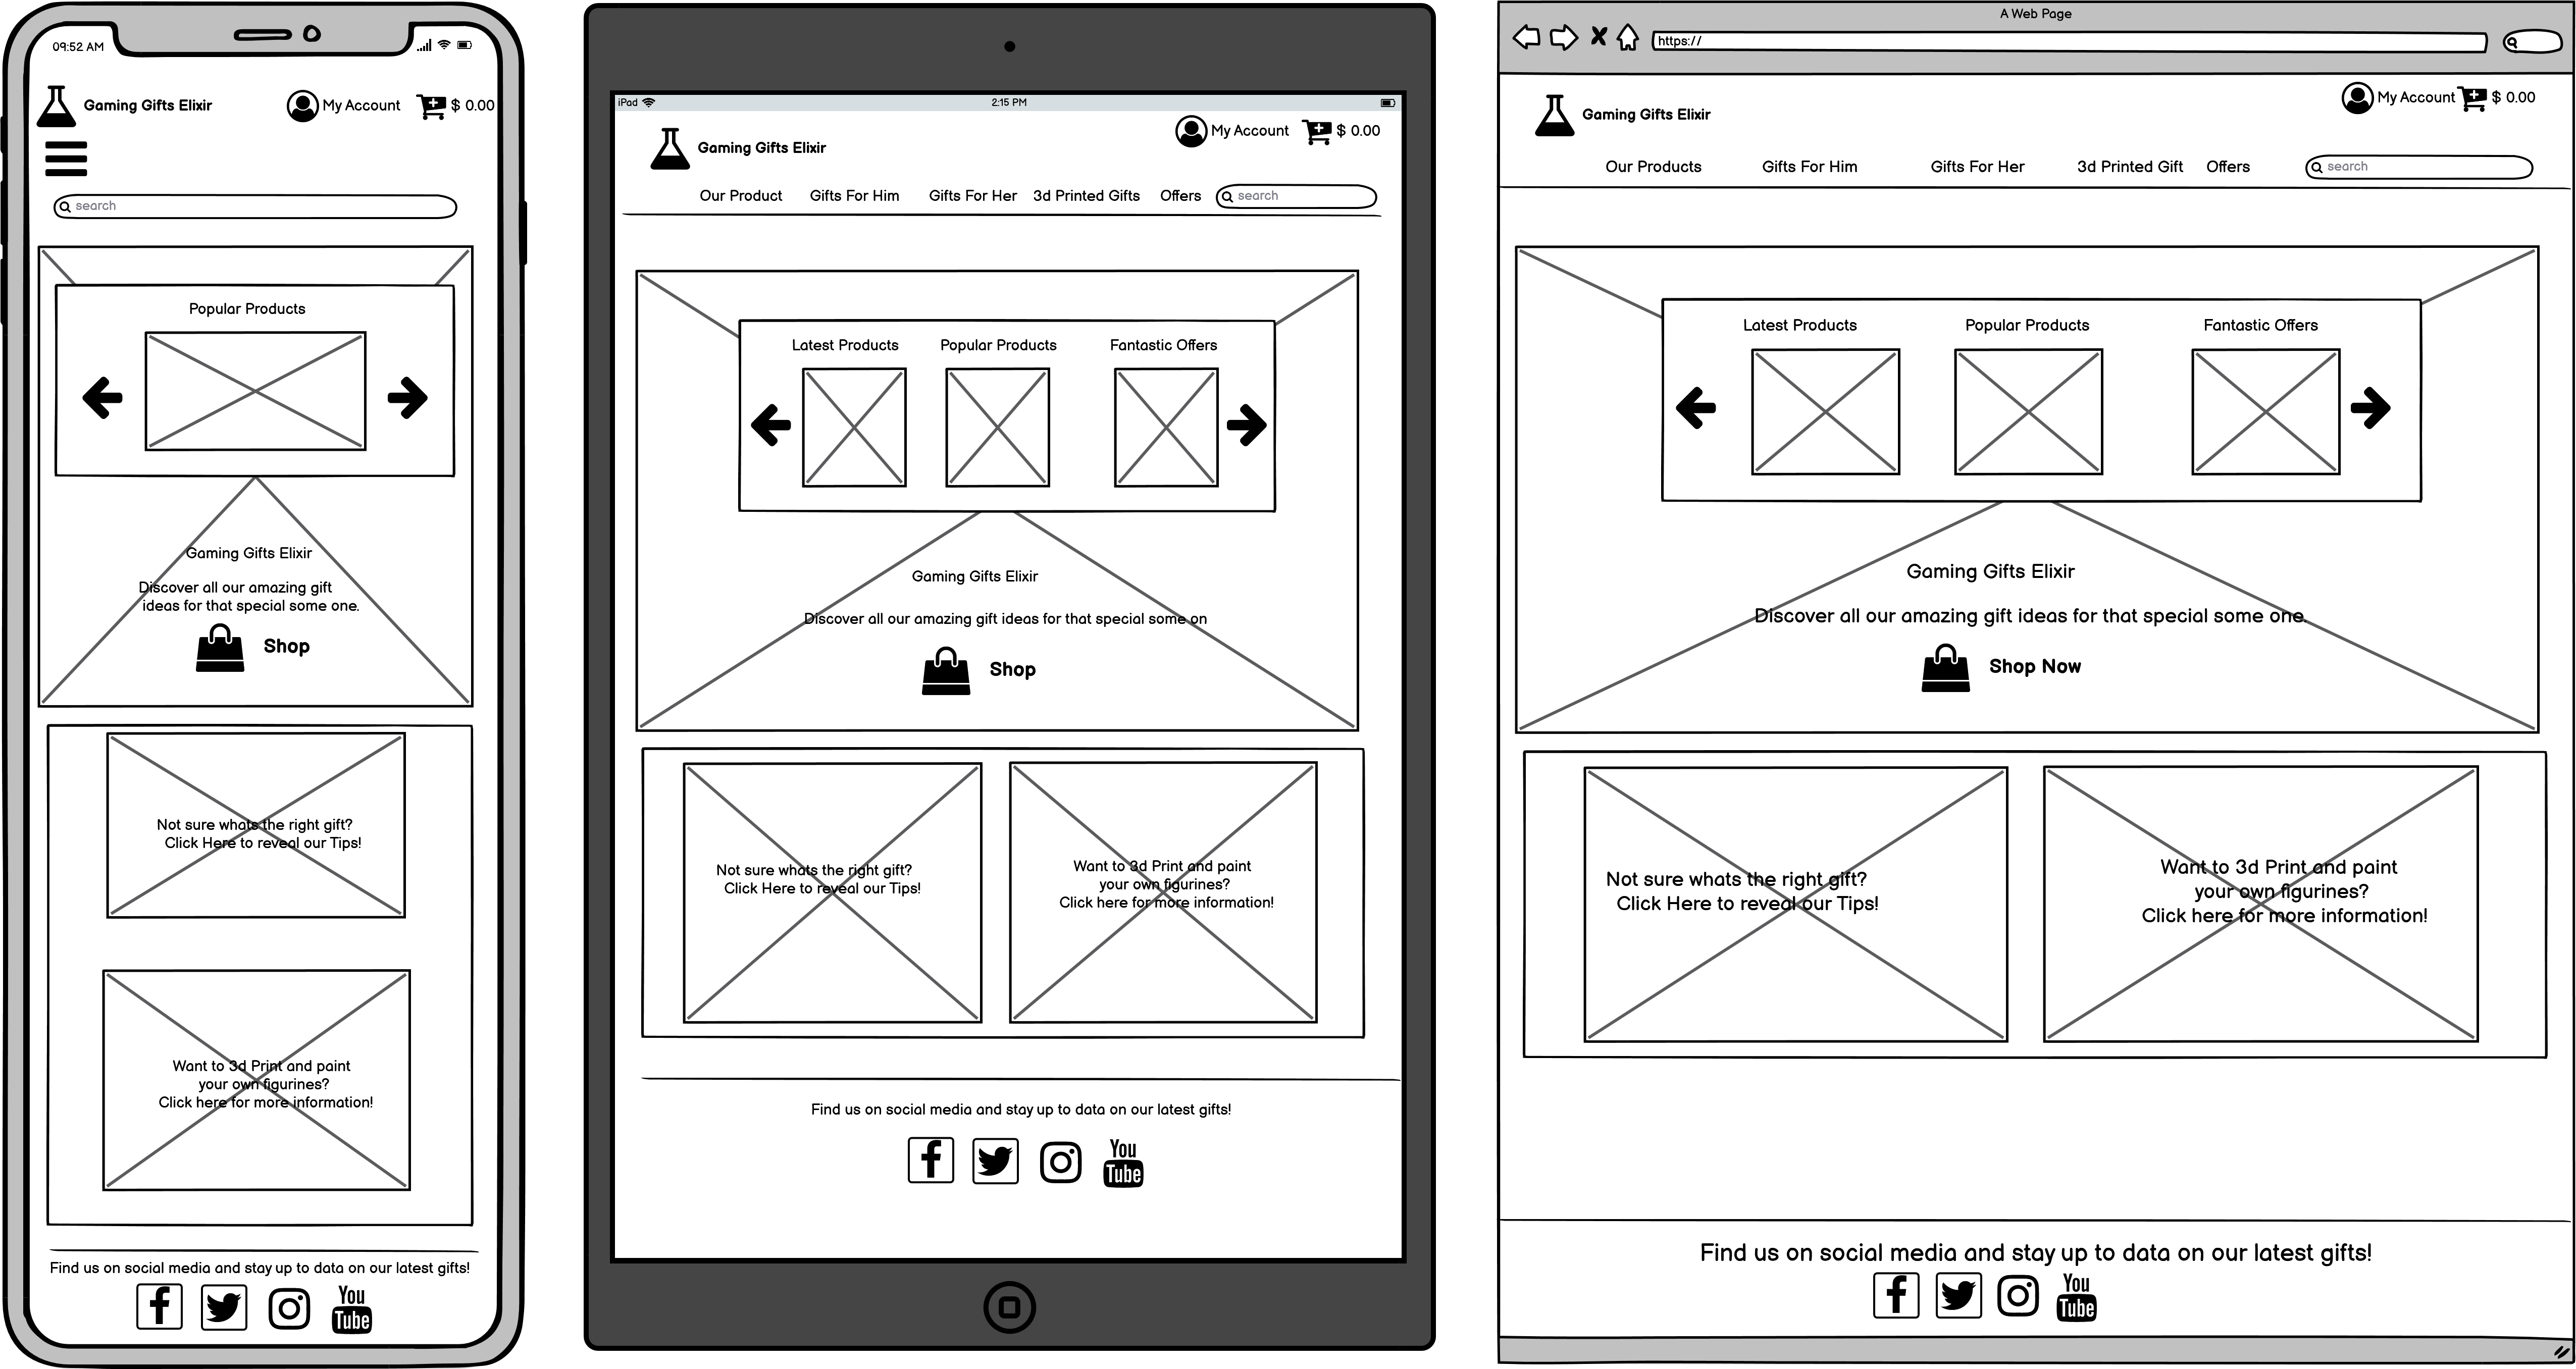 09:52 AM
Gaming Gifts Elixir
My Account
$ 0.00
search
Popular Products
Gaming Gifts Elixir
Discover all our amazing gift
ideas for that special some one.
Shop
Not sure whats the right gift?
Click Here to reveal our Tips!
Want to 3d Print and paint
your own figurines?
Click here for more information!
Find us on social media and stay up to data on our latest gifts!
You
Tube
iPad
2:15 PM
Gaming Gifts Elixir
My Account
$ 0.00
Our Product
Gifts For Him
Gifts For Her
3d Printed Gifts
Offers
search
Latest Products
Popular Products
Fantastic Offers
Gaming Gifts Elixir
Discover all our amazing gift ideas for that special some on
Shop
Not sure whats the right gift?
Click Here to reveal our Tips!
Want to 3d Print and paint
your own figurines?
Click here for more information!
Find us on social media and stay up to data on our latest gifts!
You
Tube
A Web Page
https://
Gaming Gifts Elixir
My Account
$ 0.00
Our Products
Gifts For Him
Gifts For Her
3d Printed Gift
Offers
search
Latest Products
Popular Products
Fantastic Offers
Gaming Gifts Elixir
Discover all our amazing gift ideas for that special some one.
Shop Now
Not sure whats the right gift?
Click Here to reveal our Tips!
Want to 3d Print and paint
your own figurines?
Click here for more information!
Find us on social media and stay up to data on our latest gifts!
You
Tube